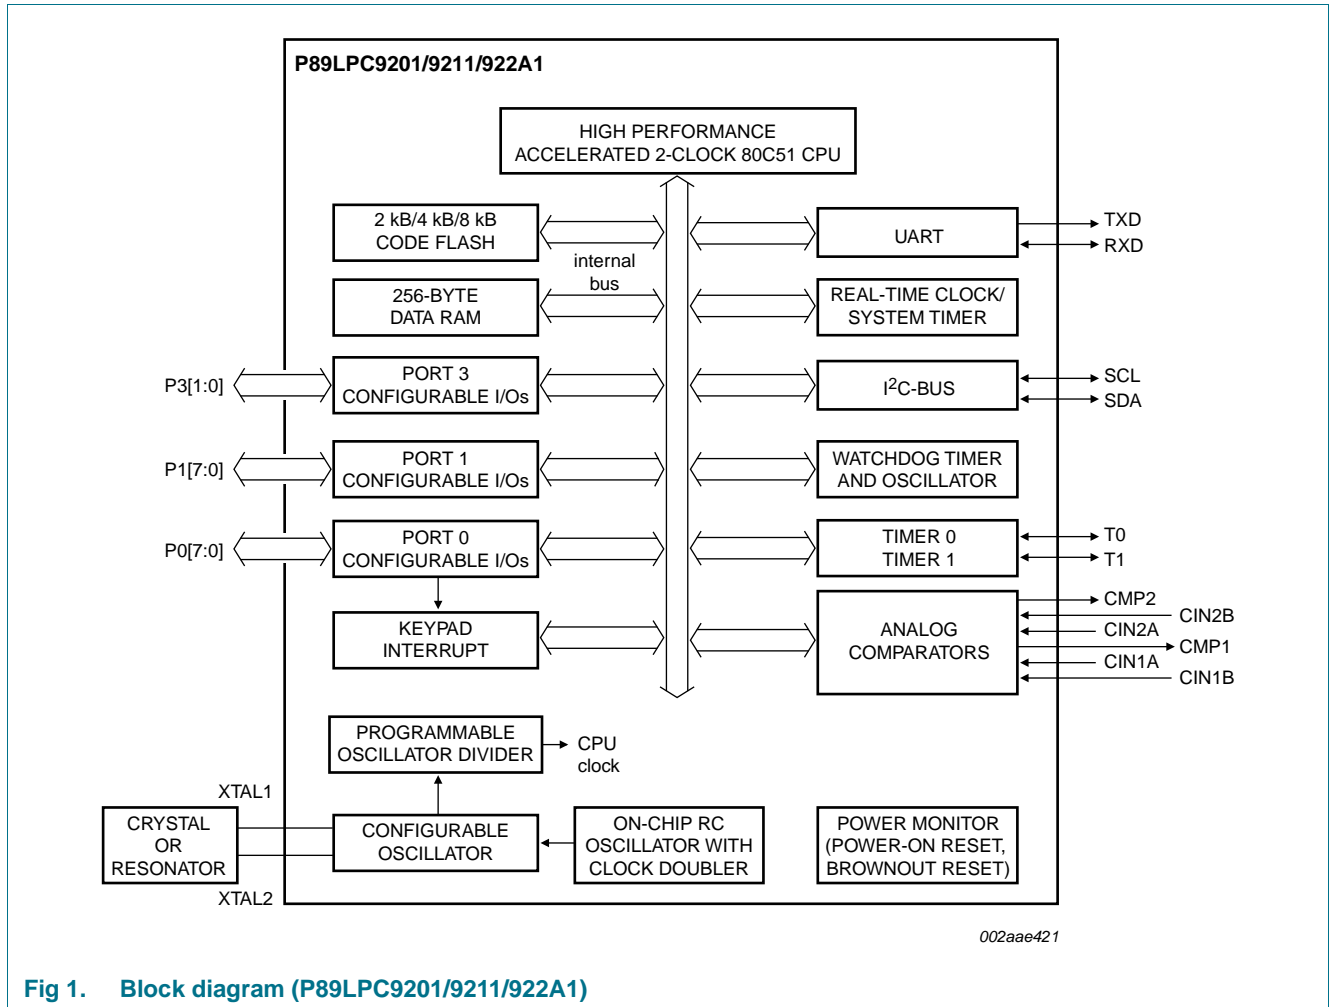 P89LPC9201/9211/922A1
HIGH PERFORMANCE
ACCELERATED 2-CLOCK 80C51 CPU
2 kB/4 kB/8 kB
CODE FLASH
internal
bus
UART
TXD
RXD
256-BYTE
DATA RAM
REAL-TIME CLOCK/
SYSTEM TIMER
P3[1:0]
PORT 3
CONFIGURABLE I/Os
I²C-BUS
SCL
SDA
P1[7:0]
PORT 1
CONFIGURABLE I/Os
WATCHDOG TIMER
AND OSCILLATOR
P0[7:0]
PORT 0
CONFIGURABLE I/Os
TIMER 0
TIMER 1
T0
T1
KEYPAD
INTERRUPT
ANALOG
COMPARATORS
CMP2
CIN2B
CIN2A
CMP1
CIN1A
CIN1B
PROGRAMMABLE
OSCILLATOR DIVIDER
CPU
clock
XTAL1
CRYSTAL
OR
RESONATOR
XTAL2
CONFIGURABLE
OSCILLATOR
ON-CHIP RC
OSCILLATOR WITH
CLOCK DOUBLER
POWER MONITOR
(POWER-ON RESET,
BROWNOUT RESET)
002aae421
Fig 1. Block diagram (P89LPC9201/9211/922A1)